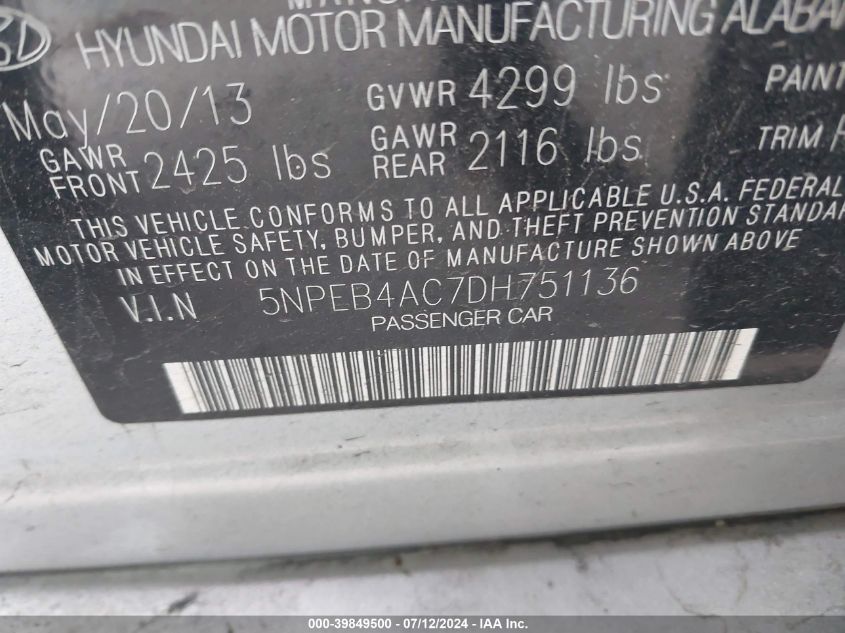 HYUNDAI MOTOR MANUFACTURING
May/20/13 GVWR 4299 lbs PAINT
GAWR FRONT 2425 lbs GAWR REAR 2116 lbs TRIM
THIS VEHICLE CONFORMS TO ALL APPLICABLE U.S.A. FEDERAL
MOTOR VEHICLE SAFETY, BUMPER, AND THEFT PREVENTION
IN EFFECT ON THE DATE OF MANUFACTURE SHOWN ABOVE
V.I.N 5NPEB4AC7DH751136
PASSENGER CAR
000-39849500 - 07/12/2024 - IAA, Inc.